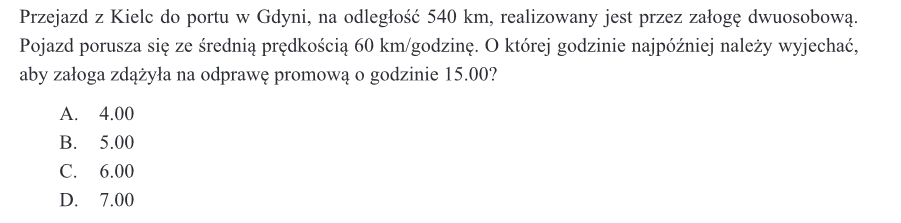 Przejazd z Kielc do portu w Gdyni, na odległość 540 km, realizowany jest przez załogę dwuosobową.
Pojazd porusza się ze średnią prędkością 60 km/godzinę. O której godzinie najpóźniej należy wyjechać,
aby załoga zdążyła na odprawę promową o godzinie 15.00?
A. 4.00
B. 5.00
C. 6.00
D. 7.00